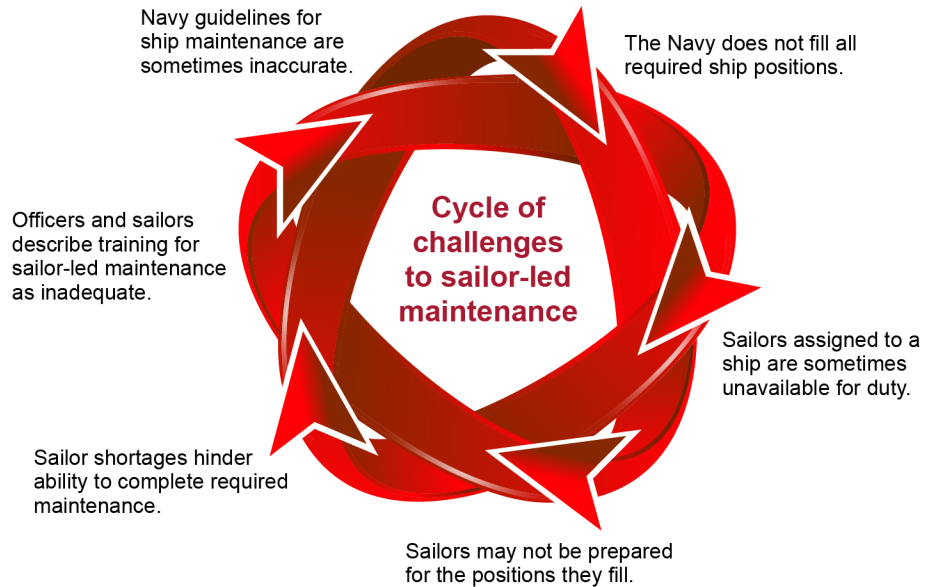 Navy guidelines for
ship maintenance are
sometimes inaccurate.
The Navy does not fill all
required ship positions.
Cycle of
challenges
to sailor-led
maintenance
Officers and sailors
describe training for
sailor-led maintenance
as inadequate.
Sailors assigned to a
ship are sometimes
unavailable for duty.
Sailor shortages hinder
ability to complete required
maintenance.
Sailors may not be prepared
for the positions they fill.